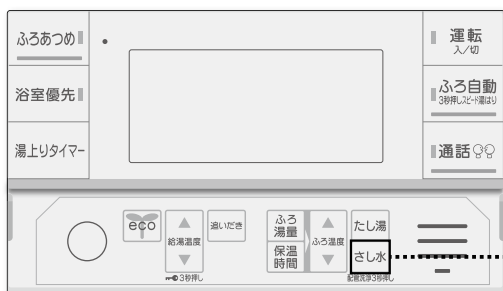 ふろあつめ
浴室優先
湯上りタイマー
運転
入/切
ふろ自動
3秒押しスピード湯はり
通話
eco
給湯温度
3秒押し
追いだき
ふろ
湯量
保温
時間
ふろ温度
たし湯
さし水
配管洗浄3秒押し